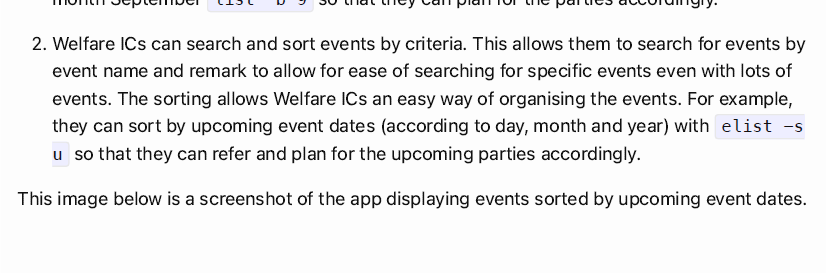 month September list -b 9 so that they can plan for the parties accordingly.
2. Welfare ICs can search and sort events by criteria. This allows them to search for events by
event name and remark to allow for ease of searching for specific events even with lots of
events. The sorting allows Welfare ICs an easy way of organising the events. For example,
they can sort by upcoming event dates (according to day, month and year) with elist -s
u so that they can refer and plan for the upcoming parties accordingly.
This image below is a screenshot of the app displaying events sorted by upcoming event dates.